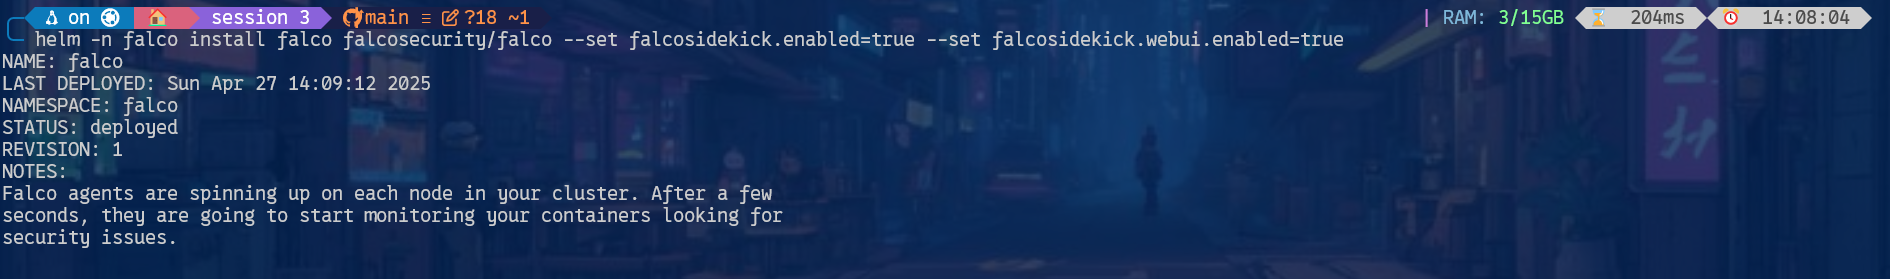 on session 3 main ≡ ?18 ~1 | RAM: 3/15GB 204ms 14:08:04
helm -n falco install falco falcosecurity/falco --set falcosidekick.enabled=true --set falcosidekick.webui.enabled=true
NAME: falco
LAST DEPLOYED: Sun Apr 27 14:09:12 2025
NAMESPACE: falco
STATUS: deployed
REVISION: 1
NOTES:
Falco agents are spinning up on each node in your cluster. After a few
seconds, they are going to start monitoring your containers looking for
security issues.